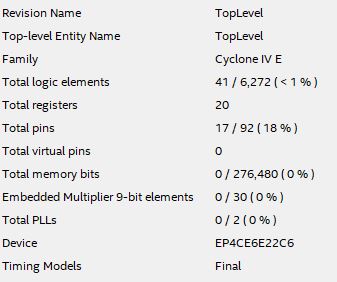 Revision Name TopLevel
Top-level Entity Name TopLevel
Family Cyclone IV E
Total logic elements 41 / 6,272 ( < 1 % )
Total registers 20
Total pins 17 / 92 ( 18 % )
Total virtual pins 0
Total memory bits 0 / 276,480 ( 0 % )
Embedded Multiplier 9-bit elements 0 / 30 ( 0 % )
Total PLLs 0 / 2 ( 0 % )
Device EP4CE6E22C6
Timing Models Final